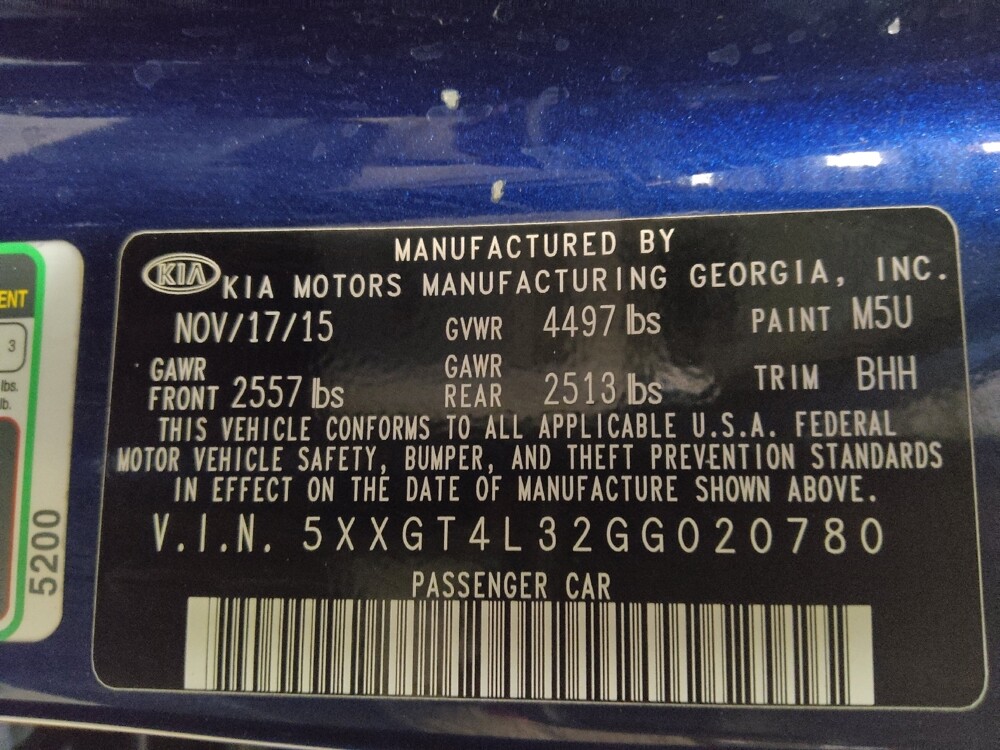 MANUFACTURED BY
KIA KIA MOTORS MANUFACTURING GEORGIA, INC.
NOV/17/15 GVWR 4497 lbs PAINT M5U
GAWR FRONT 2557 lbs GAWR REAR 2513 lbs TRIM BHH
THIS VEHICLE CONFORMS TO ALL APPLICABLE U.S.A. FEDERAL
MOTOR VEHICLE SAFETY, BUMPER, AND THEFT PREVENTION STANDARDS
IN EFFECT ON THE DATE OF MANUFACTURE SHOWN ABOVE.
V.I.N. 5XXGT4L32GG020780
PASSENGER CAR
ENT
3
lbs.
lb.
5200